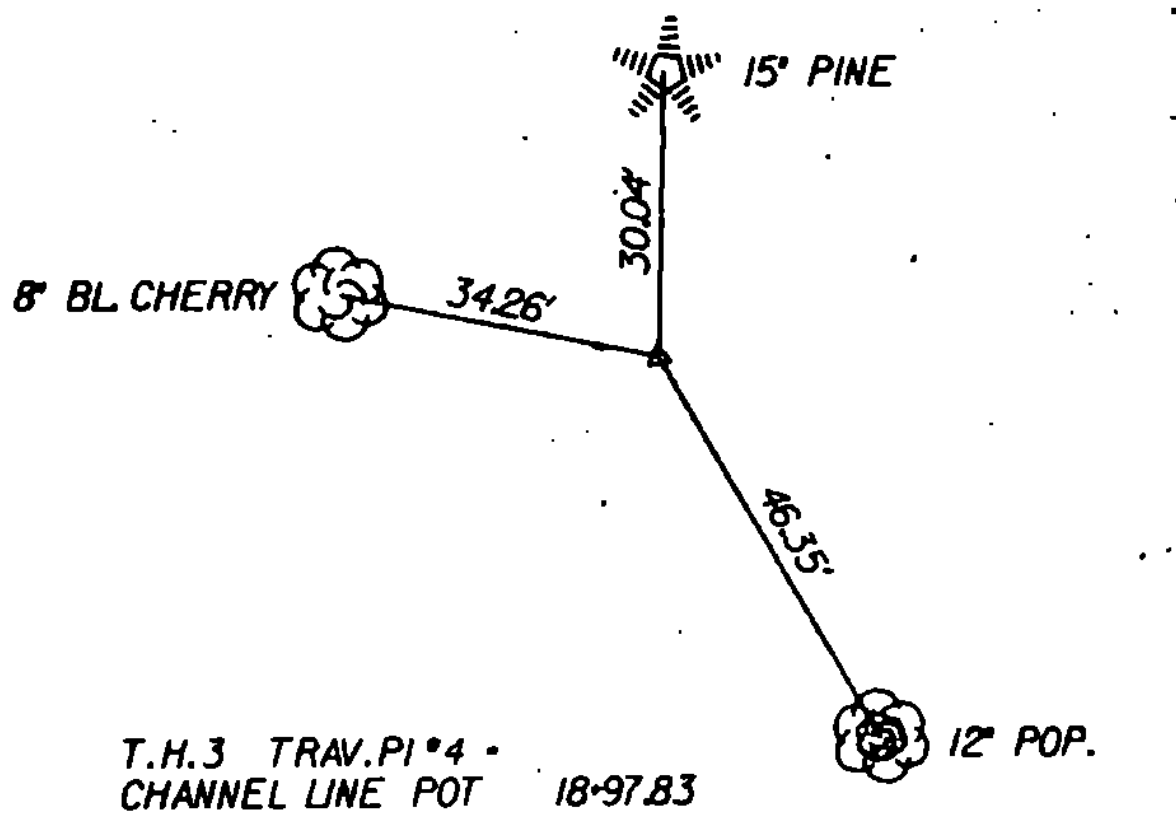 15" PINE
30.04'
8" BL. CHERRY
34.26'
46.35'
12" POP.
T.H.3 TRAV. PI #4 =
CHANNEL LINE POT 18+97.83